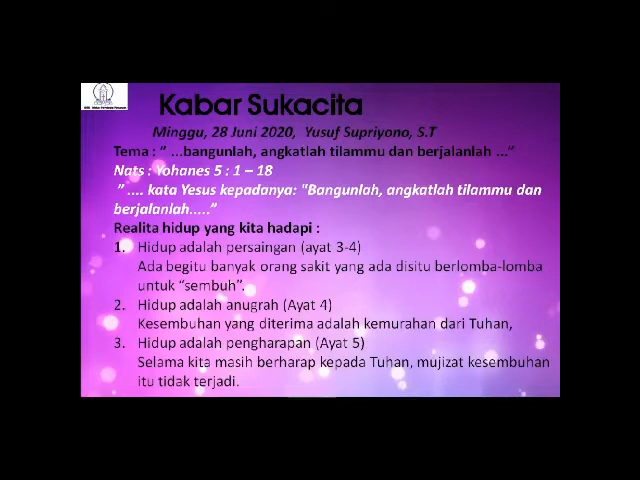 Kabar Sukacita
Minggu, 28 Juni 2020, Yusuf Supriyono, S.T
Tema : " ...bangunlah, angkatlah tilammu dan berjalanlah ..."
Nats : Yohanes 5 : 1 – 18
" .... kata Yesus kepadanya: "Bangunlah, angkatlah tilammu dan
berjalanlah....."
Realita hidup yang kita hadapi :
1. Hidup adalah persaingan (ayat 3-4)
Ada begitu banyak orang sakit yang ada disitu berlomba-lomba
untuk "sembuh".
2. Hidup adalah anugrah (Ayat 4)
Kesembuhan yang diterima adalah kemurahan dari Tuhan,
3. Hidup adalah pengharapan (Ayat 5)
Selama kita masih berharap kepada Tuhan, mujizat kesembuhan
itu tidak terjadi.